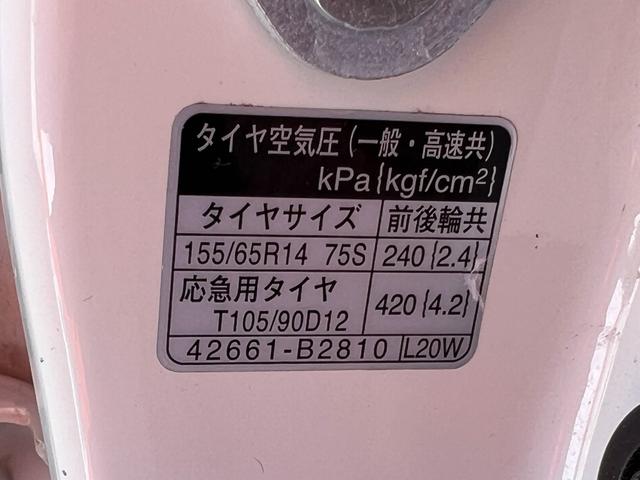 タイヤ空気圧(一般・高速共)
kPa{kgf/cm²}
タイヤサイズ 前後輪共
155/65R14 75S 240{2.4}
応急用タイヤ
T105/90D12 420{4.2}
42661-B2810 L20W